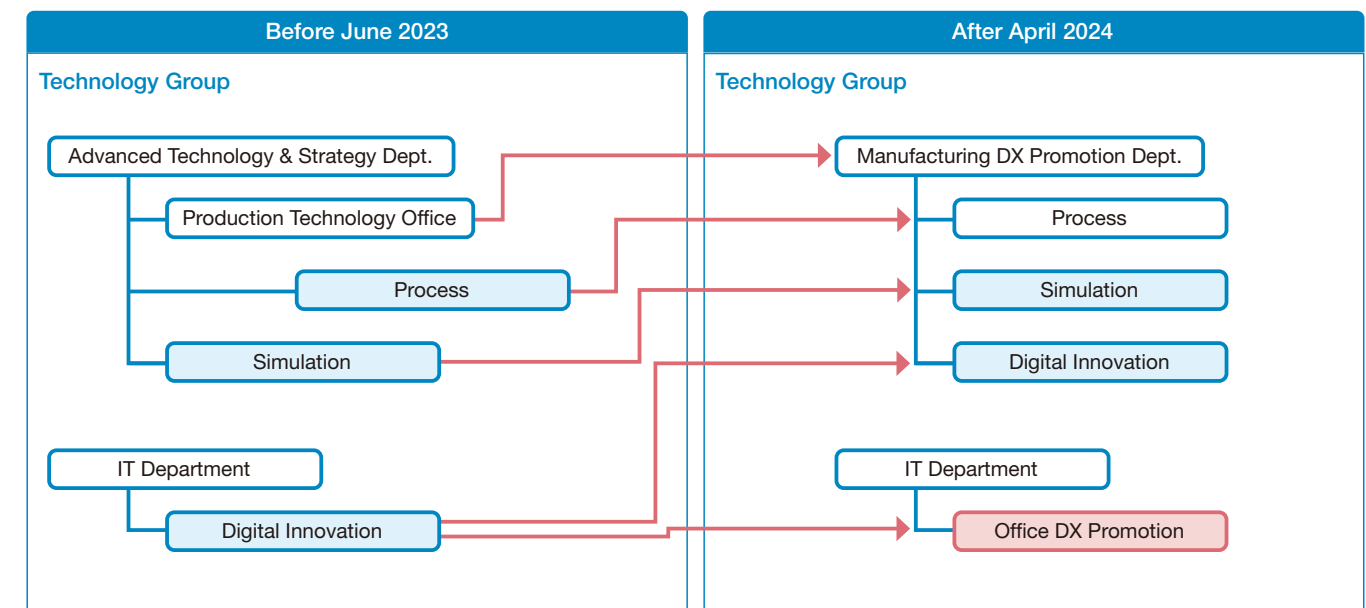 Before June 2023
Technology Group
Advanced Technology & Strategy Dept.
Production Technology Office
Process
Simulation
IT Department
Digital Innovation
After April 2024
Technology Group
Manufacturing DX Promotion Dept.
Process
Simulation
Digital Innovation
IT Department
Office DX Promotion